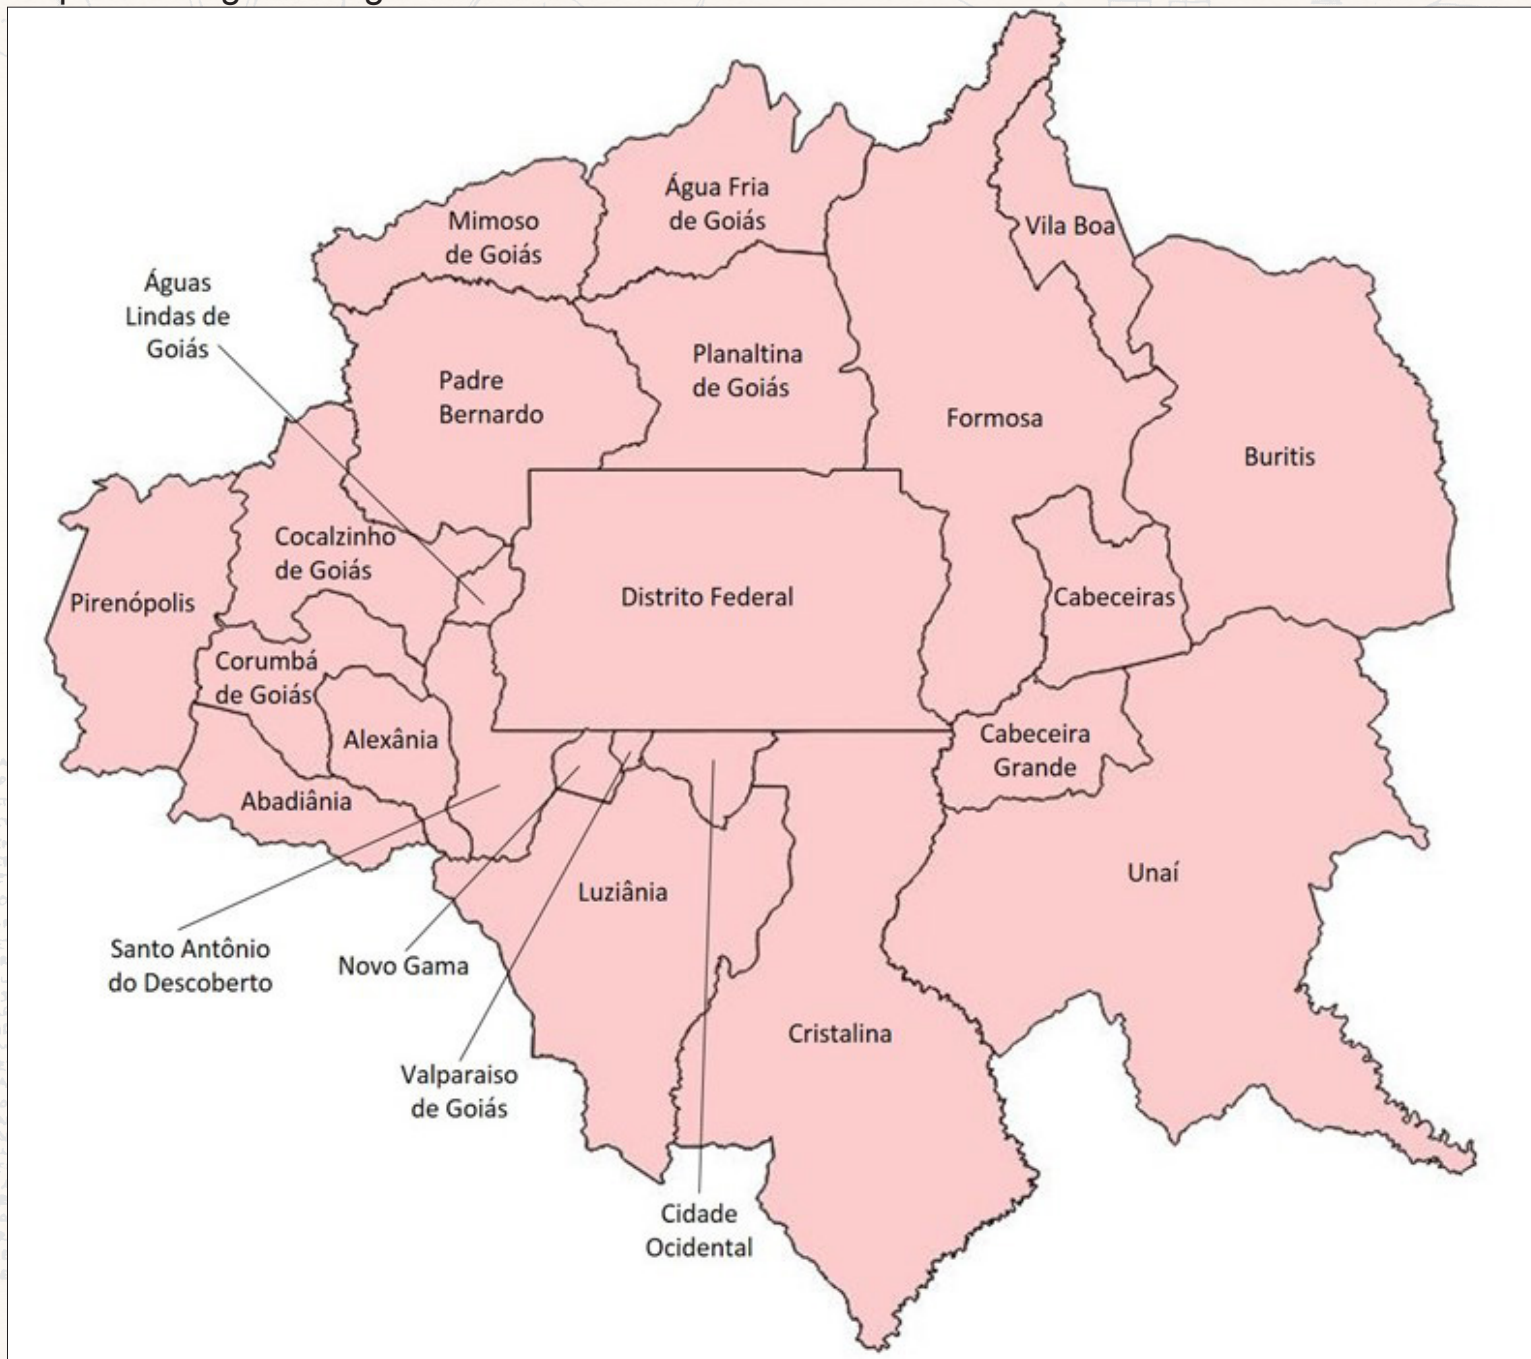 Água Fria
de Goiás
Mimoso
de Goiás
Vila Boa
Águas
Lindas de
Goiás
Planaltina
de Goiás
Padre
Bernardo
Formosa
Buritis
Cocalzinho
de Goiás
Pirenópolis
Distrito Federal
Cabeceiras
Corumbá
de Goiás
Alexânia
Cabeceira
Grande
Abadiânia
Unaí
Luziânia
Santo Antônio
do Descoberto
Novo Gama
Cristalina
Valparaiso
de Goiás
Cidade
Ocidental